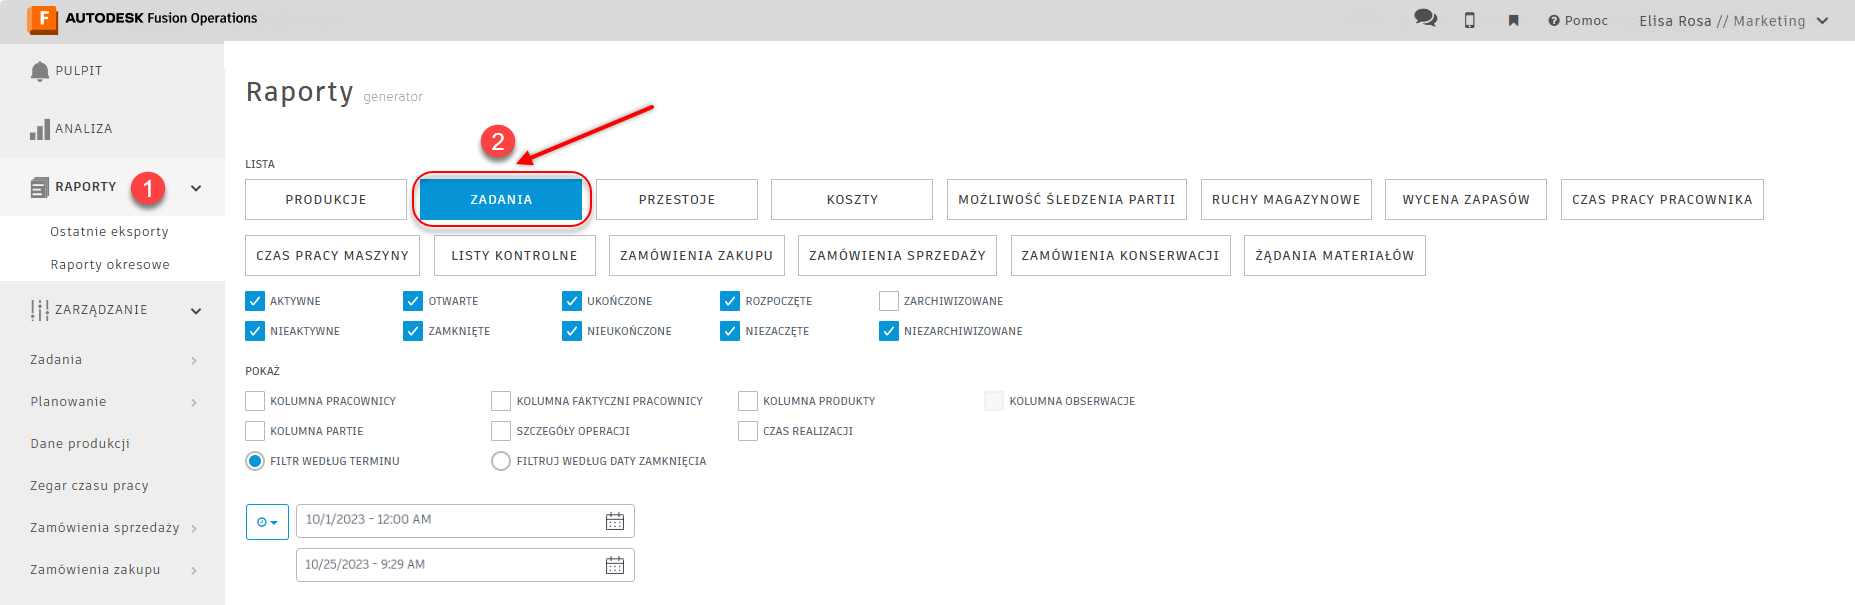 F AUTODESK Fusion Operations
Pomoc
Elisa Rosa // Marketing
PULPIT
ANALIZA
RAPORTY 1
Ostatnie eksporty
Raporty okresowe
ZARZĄDZANIE
Zadania
Planowanie
Dane produkcji
Zegar czasu pracy
Zamówienia sprzedaży
Zamówienia zakupu
Raporty generator
2
LISTA
PRODUKCJE ZADANIA PRZESTOJE KOSZTY MOŻLIWOŚĆ ŚLEDZENIA PARTII RUCHY MAGAZYNOWE WYCENA ZAPASÓW CZAS PRACY PRACOWNIKA
CZAS PRACY MASZYNY LISTY KONTROLNE ZAMÓWIENIA ZAKUPU ZAMÓWIENIA SPRZEDAŻY ZAMÓWIENIA KONSERWACJI ŻĄDANIA MATERIAŁÓW
AKTYWNE OTWARTE UKOŃCZONE ROZPOCZĘTE ZARCHIWIZOWANE
NIEAKTYWNE ZAMKNIĘTE NIEUKOŃCZONE NIEZACZĘTE NIEZARCHIWIZOWANE
POKAŻ
KOLUMNA PRACOWNICY KOLUMNA FAKTYCZNI PRACOWNICY KOLUMNA PRODUKTY KOLUMNA OBSERWACJE
KOLUMNA PARTIE SZCZEGÓŁY OPERACJI CZAS REALIZACJI
FILTR WEDŁUG TERMINU FILTRUJ WEDŁUG DATY ZAMKNIĘCIA
10/1/2023 - 12:00 AM
10/25/2023 - 9:29 AM